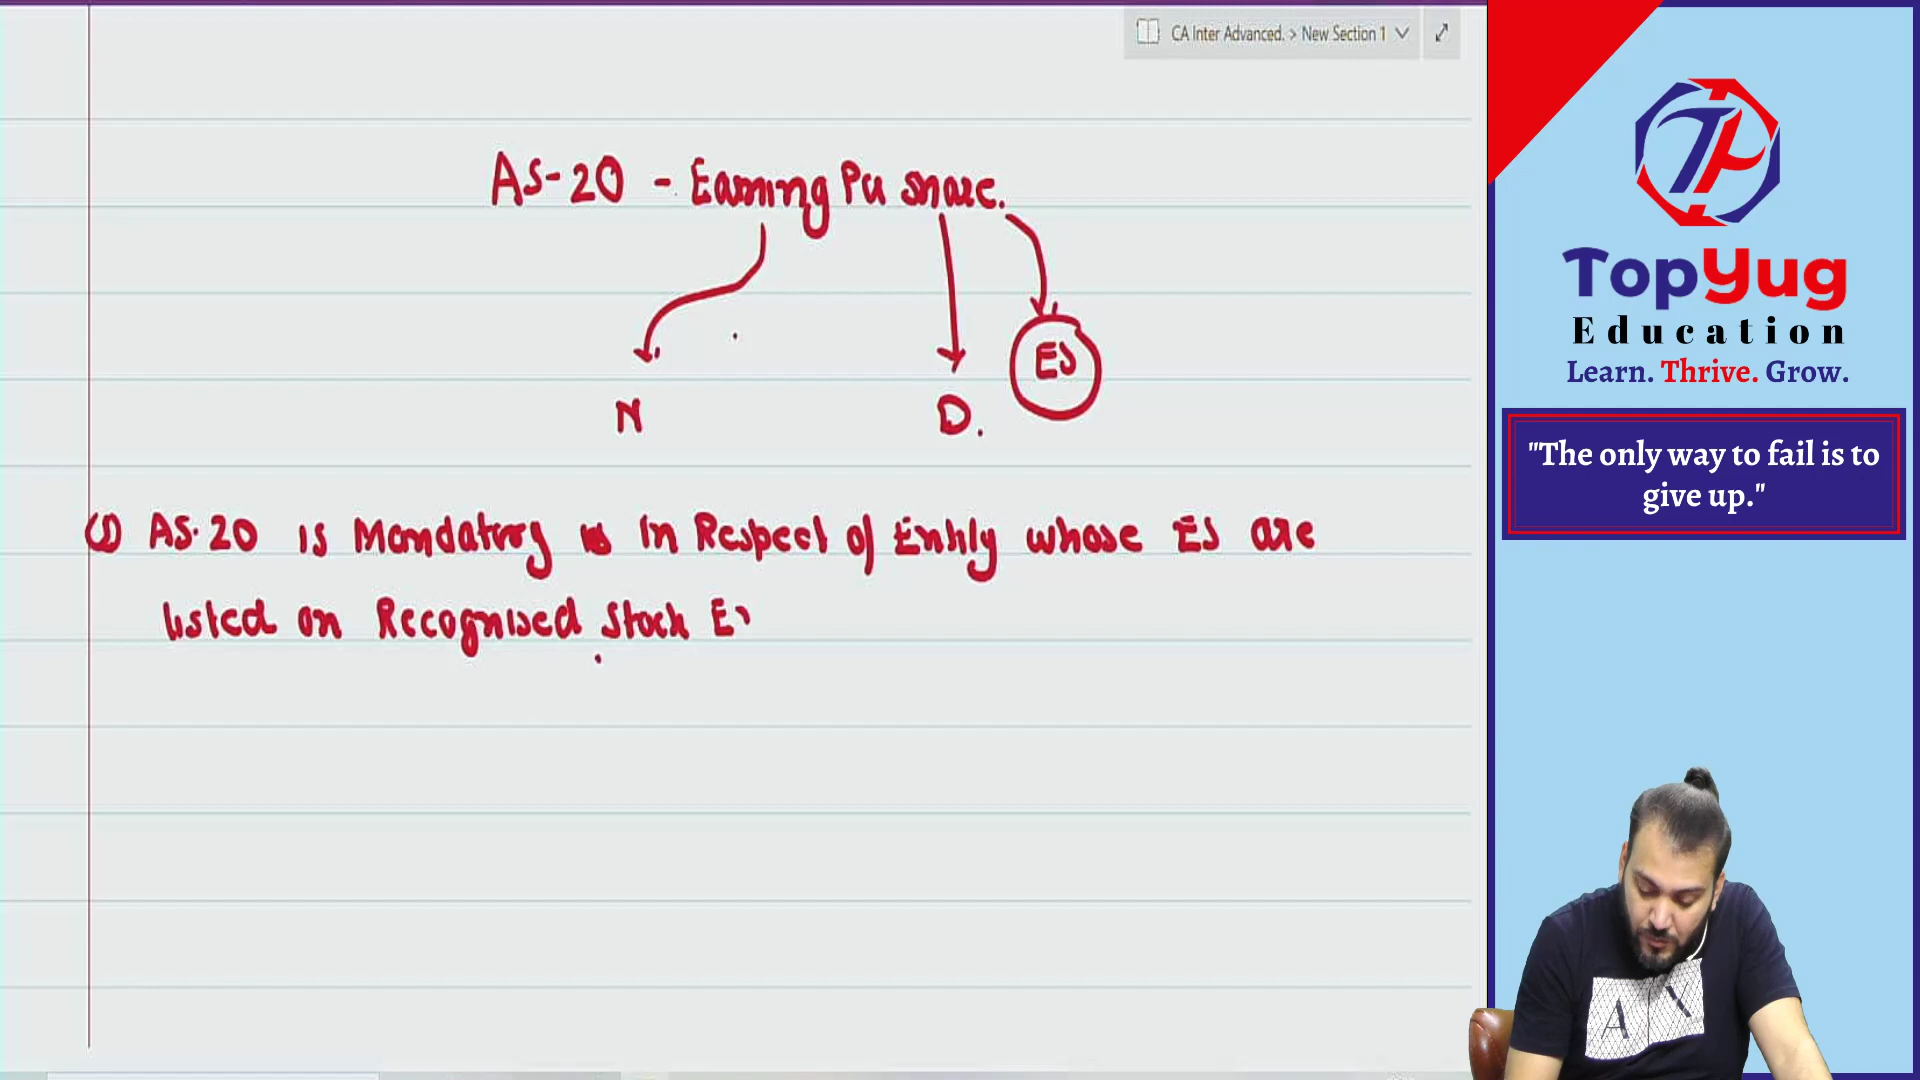 CA Inter Advanced. > New Section 1
AS-20 - Earning Per share.
ES
N
D.
(1) AS-20 is Mandatory is In Respect of Entity whose ES are
listed on Recognised Stock Ex
TopYug
Education
Learn. Thrive. Grow.
"The only way to fail is to
give up."
A X